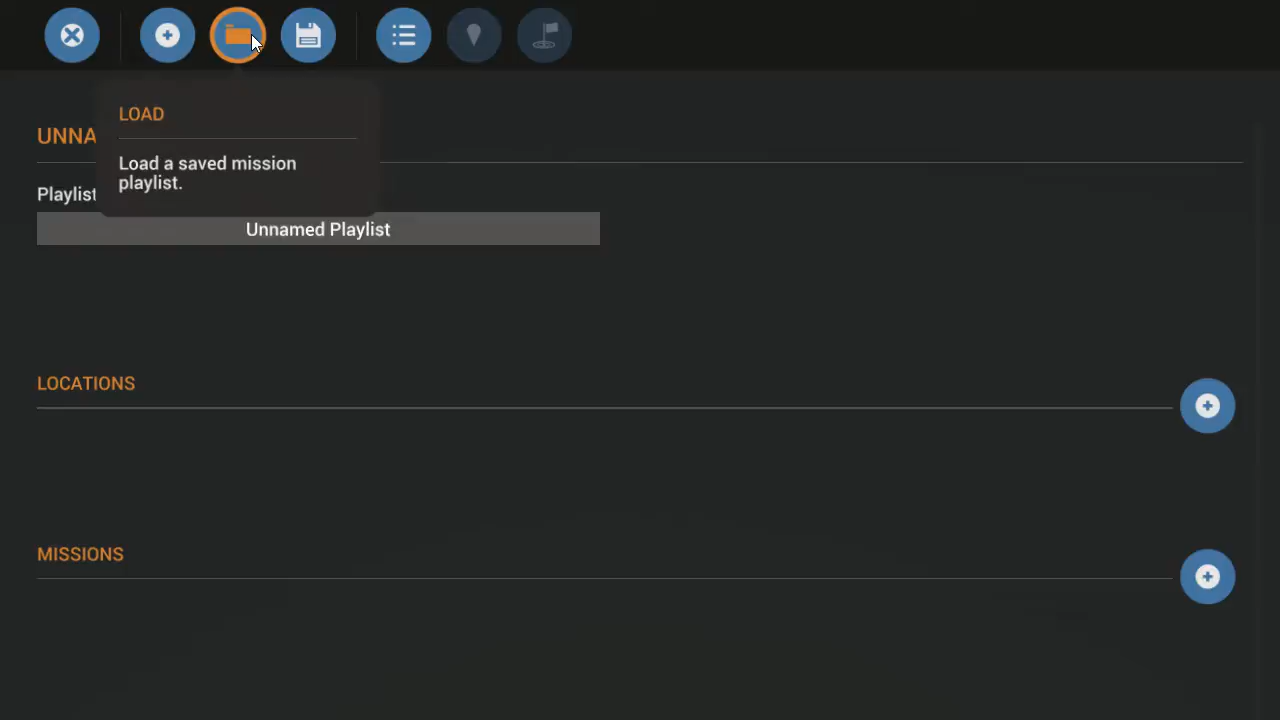 LOAD
UNNA
Load a saved mission
playlist.
Playlist
Unnamed Playlist
LOCATIONS
MISSIONS